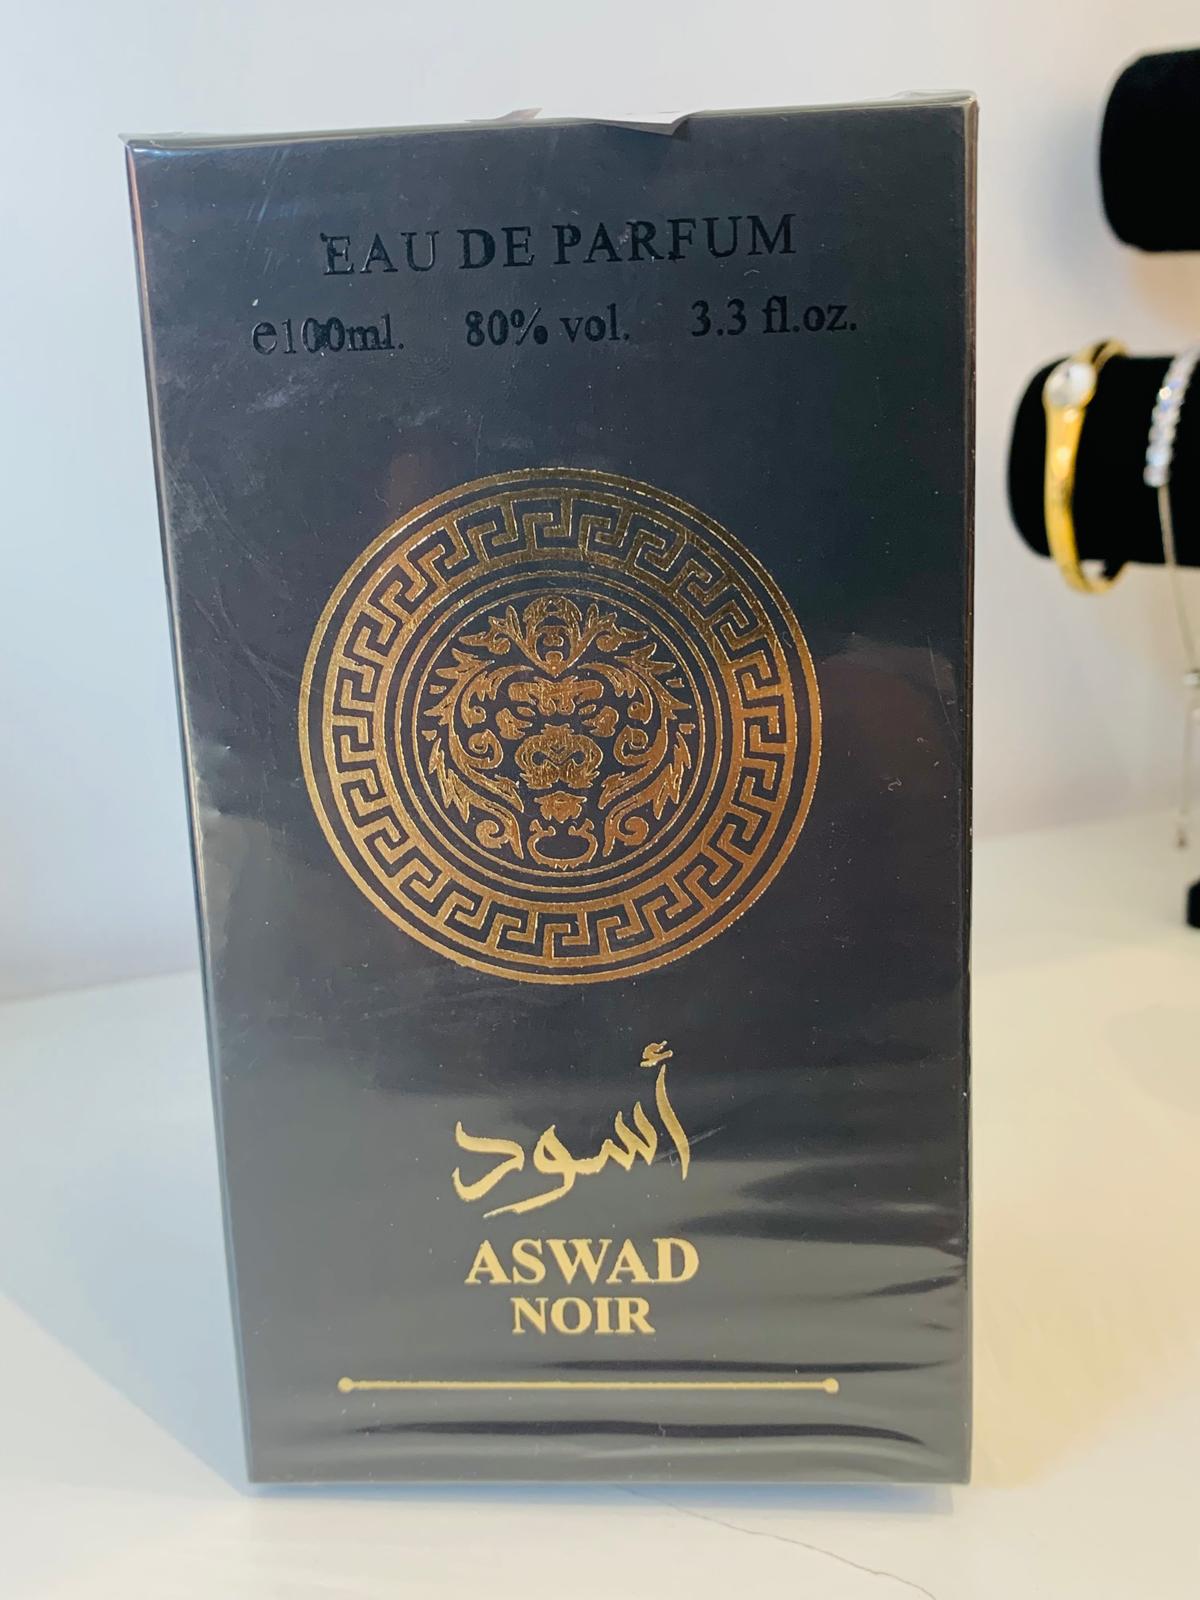 EAU DE PARFUM
e100ml. 80% vol. 3.3 fl.oz.
أسود
ASWAD
NOIR